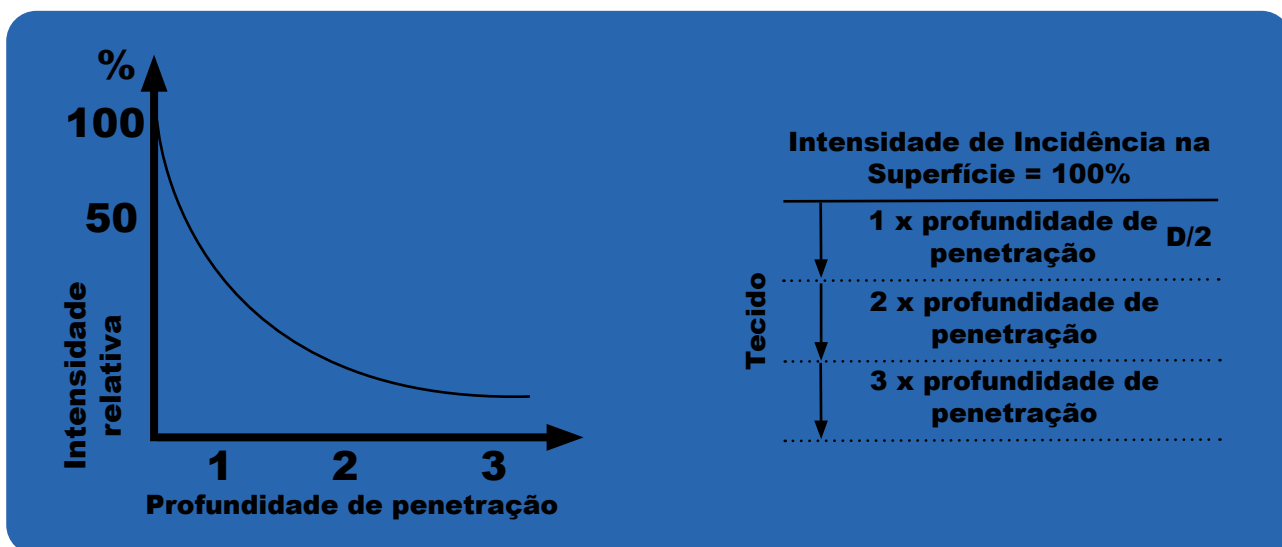 %
100
50
Intensidade
relativa
1 2 3
Profundidade de penetração
Intensidade de Incidência na
Superfície = 100%
Tecido
1 x profundidade de
penetração
D/2
2 x profundidade de
penetração
3 x profundidade de
penetração